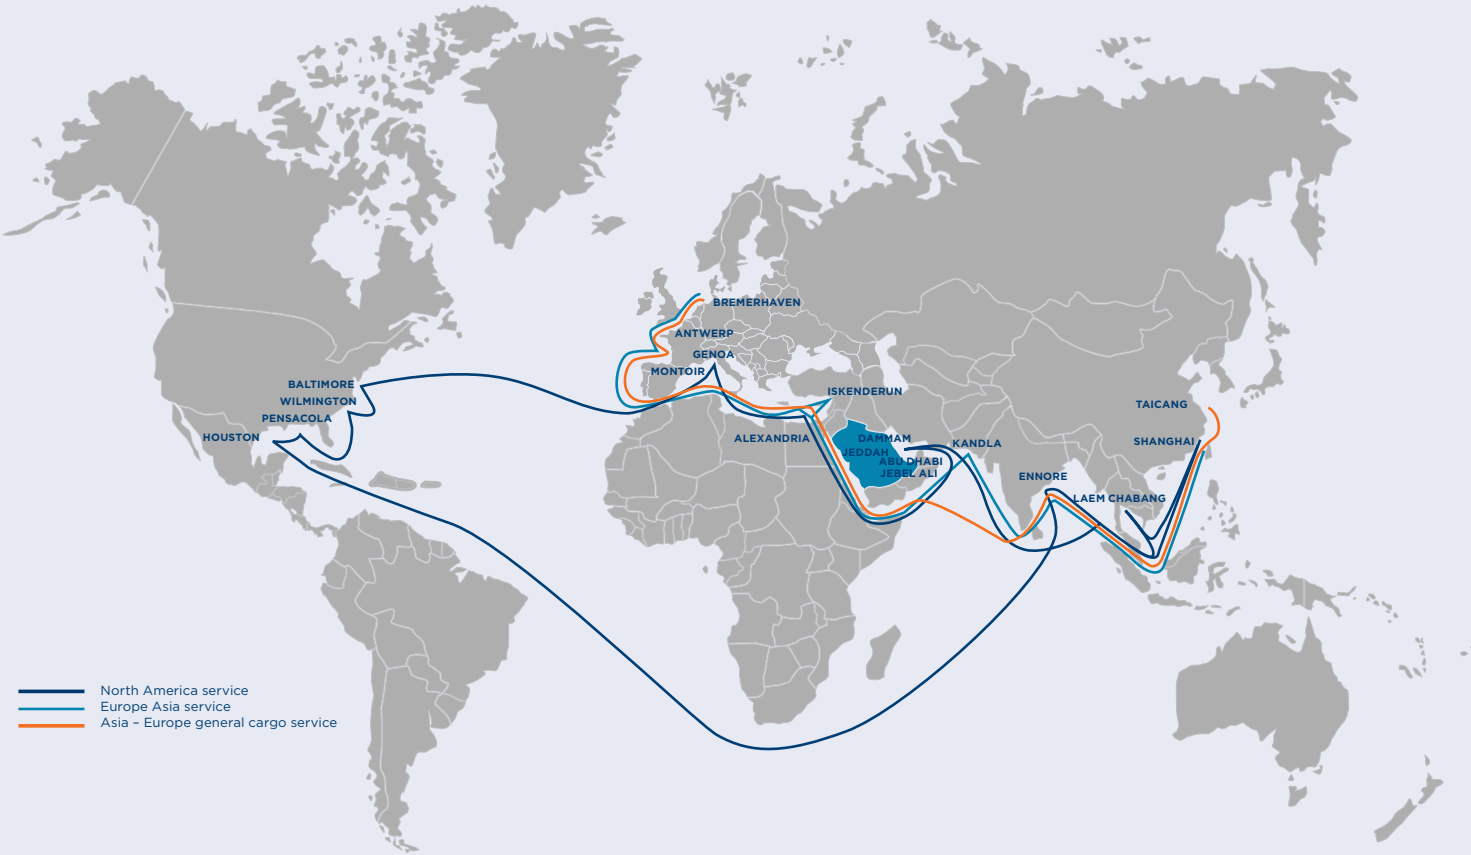 BREMERHAVEN
ANTWERP
GENOA
MONTOIR
BALTIMORE
WILMINGTON
PENSACOLA
HOUSTON
ISKENDERUN
ALEXANDRIA
DAMMAM
JEDDAH
ABU DHABI
JEBEL ALI
KANDLA
TAICANG
SHANGHAI
ENNORE
LAEM CHABANG
North America service
Europe Asia service
Asia – Europe general cargo service